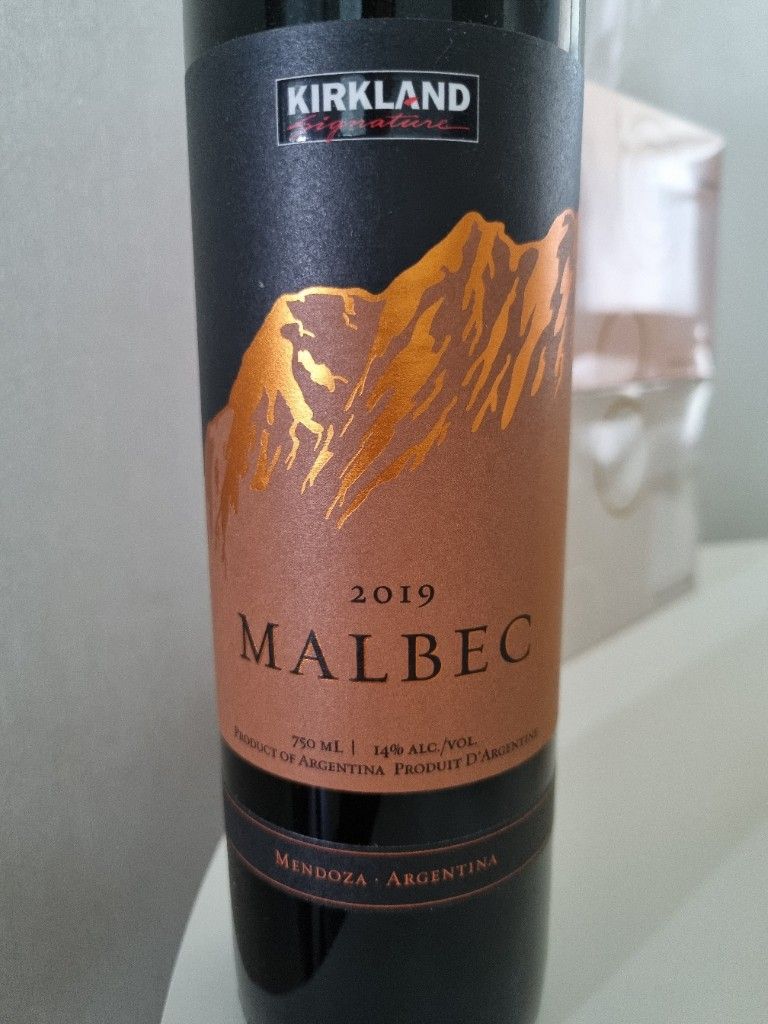 KIRKLAND
Signature
2019
MALBEC
750 ML | 14% ALC./VOL.
PRODUCT OF ARGENTINA PRODUIT D'ARGENTINE
MENDOZA · ARGENTINA